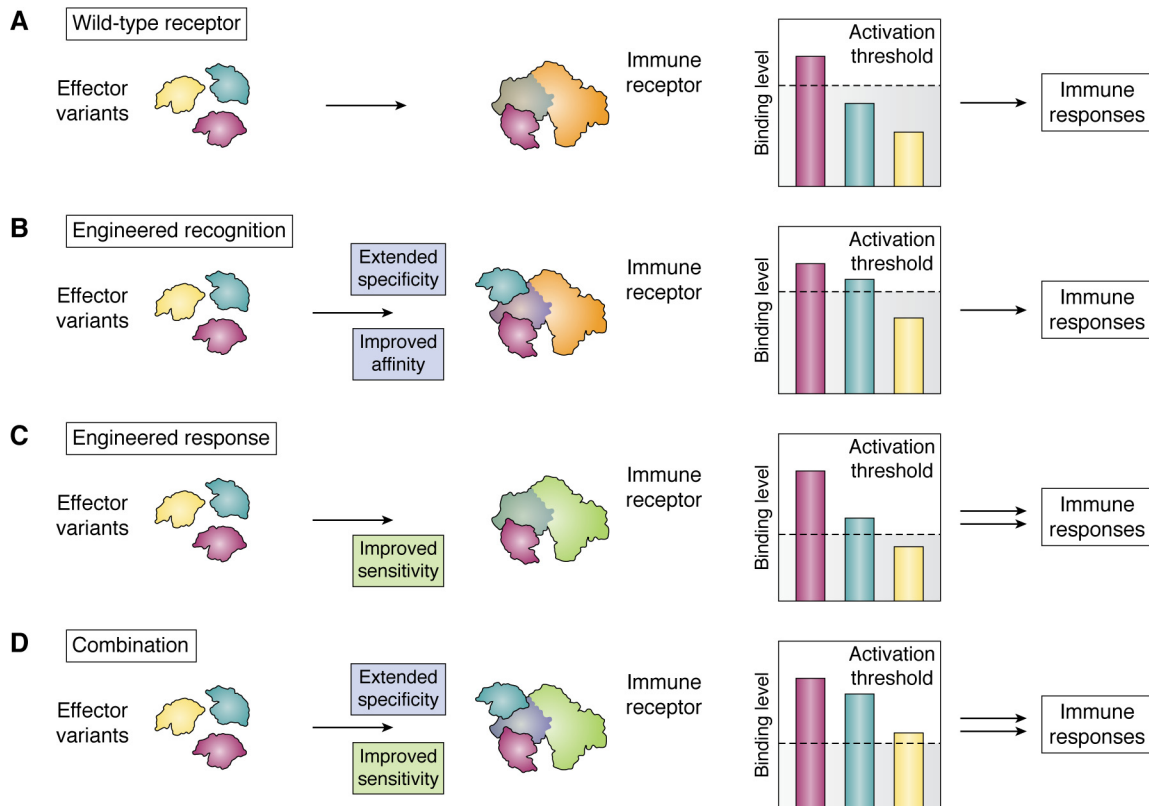 A
Wild-type receptor
Effector
variants
Immune
receptor
Binding level
Activation
threshold
Immune
responses
B
Engineered recognition
Effector
variants
Extended
specificity
Improved
affinity
Immune
receptor
Binding level
Activation
threshold
Immune
responses
C
Engineered response
Effector
variants
Improved
sensitivity
Immune
receptor
Binding level
Activation
threshold
Immune
responses
D
Combination
Effector
variants
Extended
specificity
Improved
sensitivity
Immune
receptor
Binding level
Activation
threshold
Immune
responses